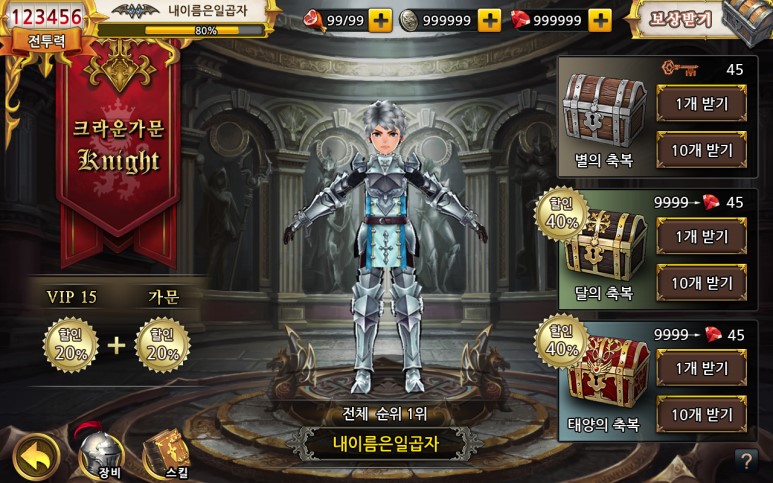 123456
전투력
내이름은일곱자
80%
99/99
999999
999999
보상받기
크라운가문
Knight
VIP 15
가문
할인
20%
+
할인
20%
45
1개 받기
10개 받기
별의 축복
할인
40%
9999→45
1개 받기
10개 받기
달의 축복
할인
40%
9999→45
1개 받기
10개 받기
태양의 축복
전체 순위 1위
내이름은일곱자
장비
스킬
?